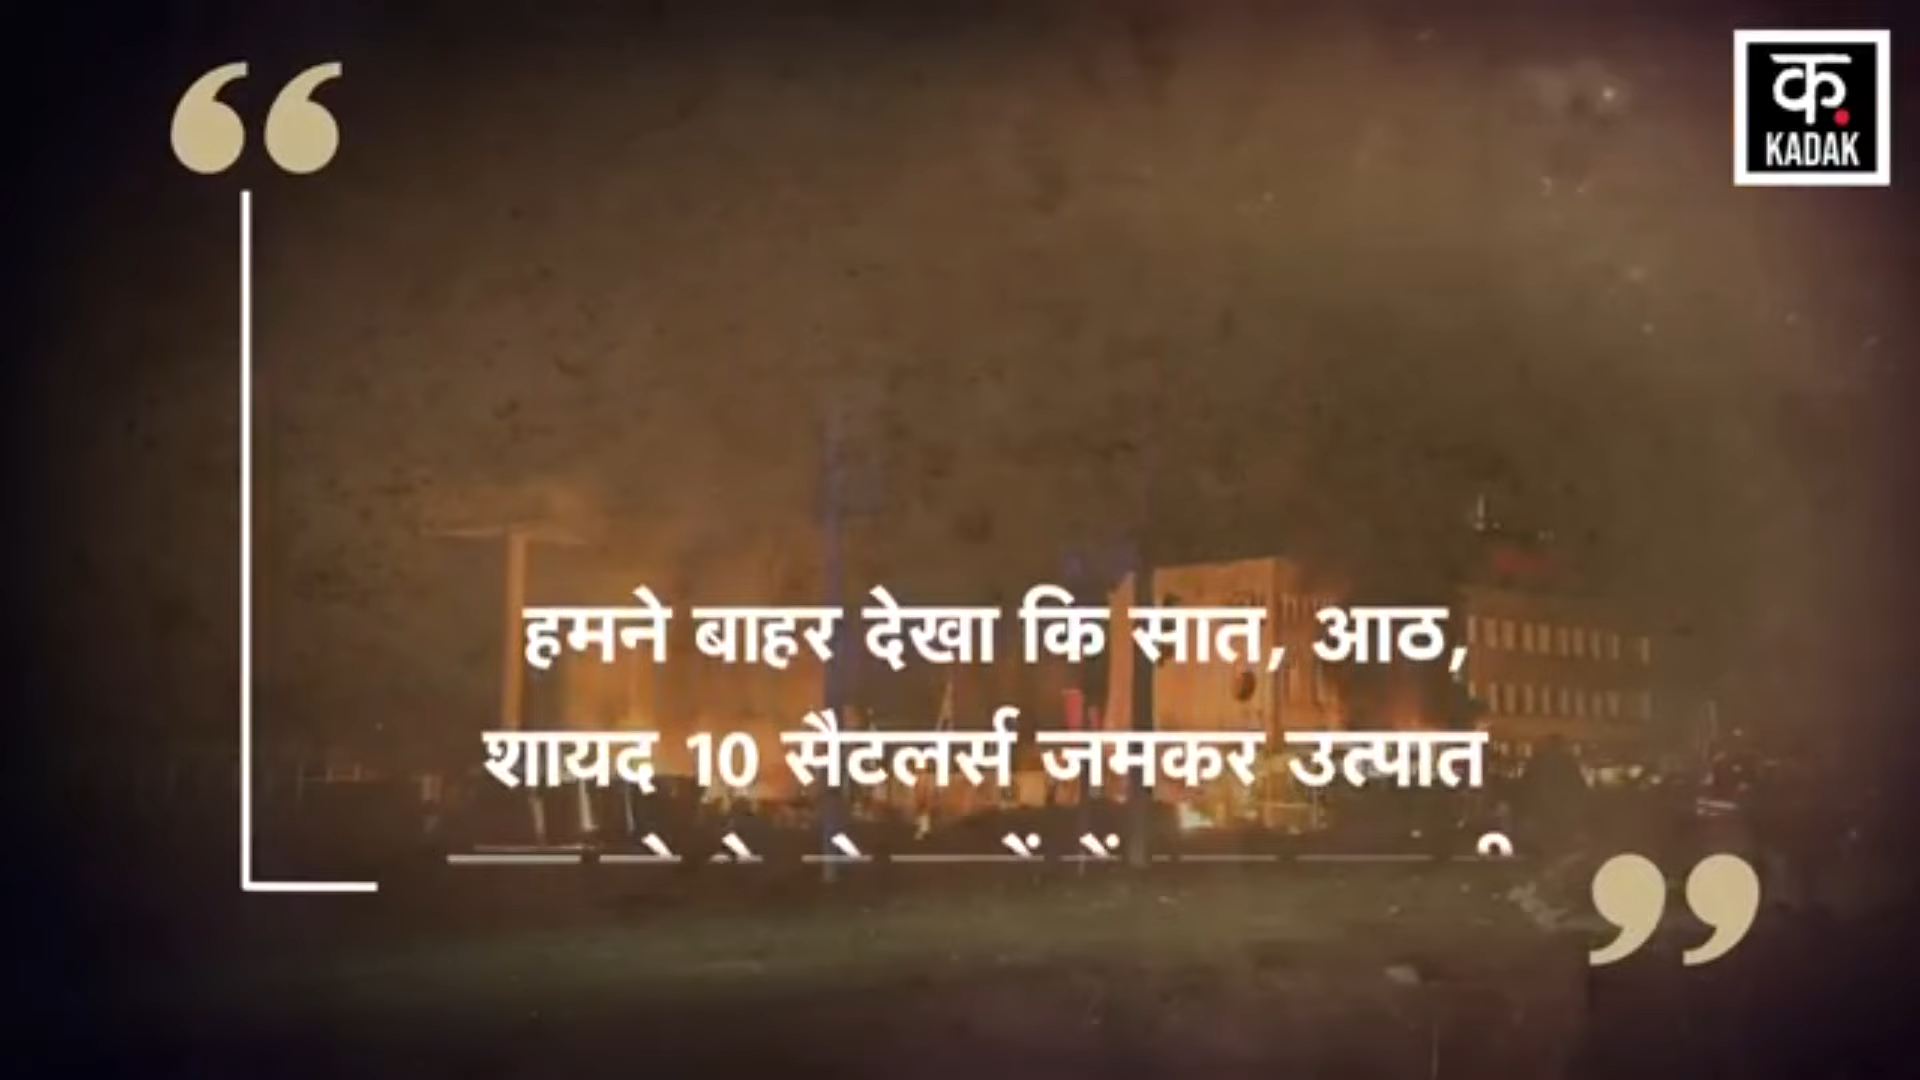 क.
KADAK
हमने बाहर देखा कि सात, आठ,
शायद 10 सैटलर्स जमकर उत्पात